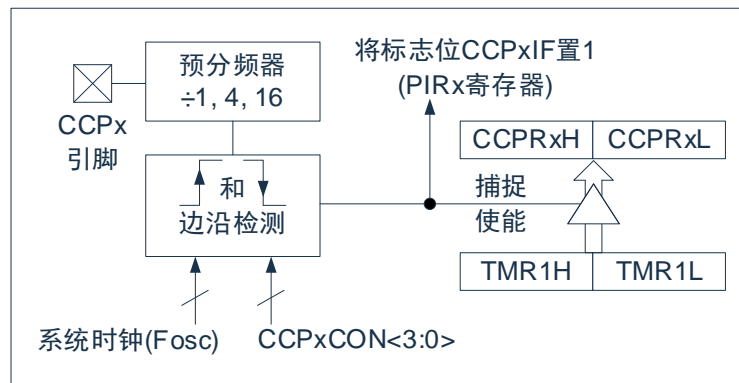 预分频器
÷1, 4, 16
CCPx
引脚
将标志位CCPxIF置1
(PIRx寄存器)
CCPRxH
CCPRxL
和
边沿检测
捕捉
使能
TMR1H
TMR1L
系统时钟(Fosc)
CCPxCON<3:0>